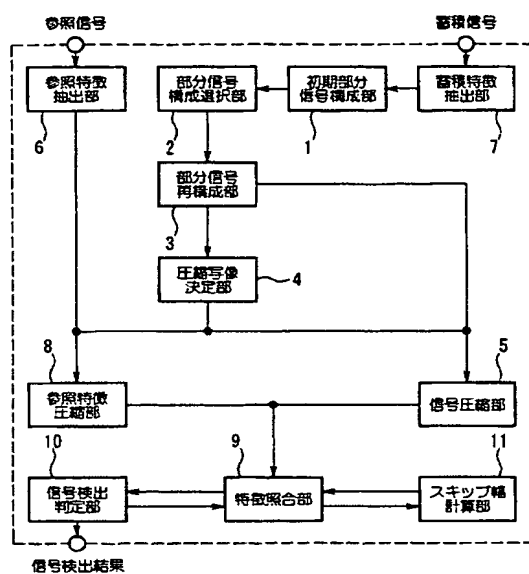 参照信号
蓄積信号
参照特徴
抽出部
6
部分信号
構成選択部
2
初期部分
信号構成部
1
蓄積特徴
抽出部
7
部分信号
再構成部
3
圧縮写像
決定部
4
8
参照特徴
圧縮部
5
信号圧縮部
10
信号検出
判定部
9
特徴照合部
11
スキップ幅
計算部
信号検出結果